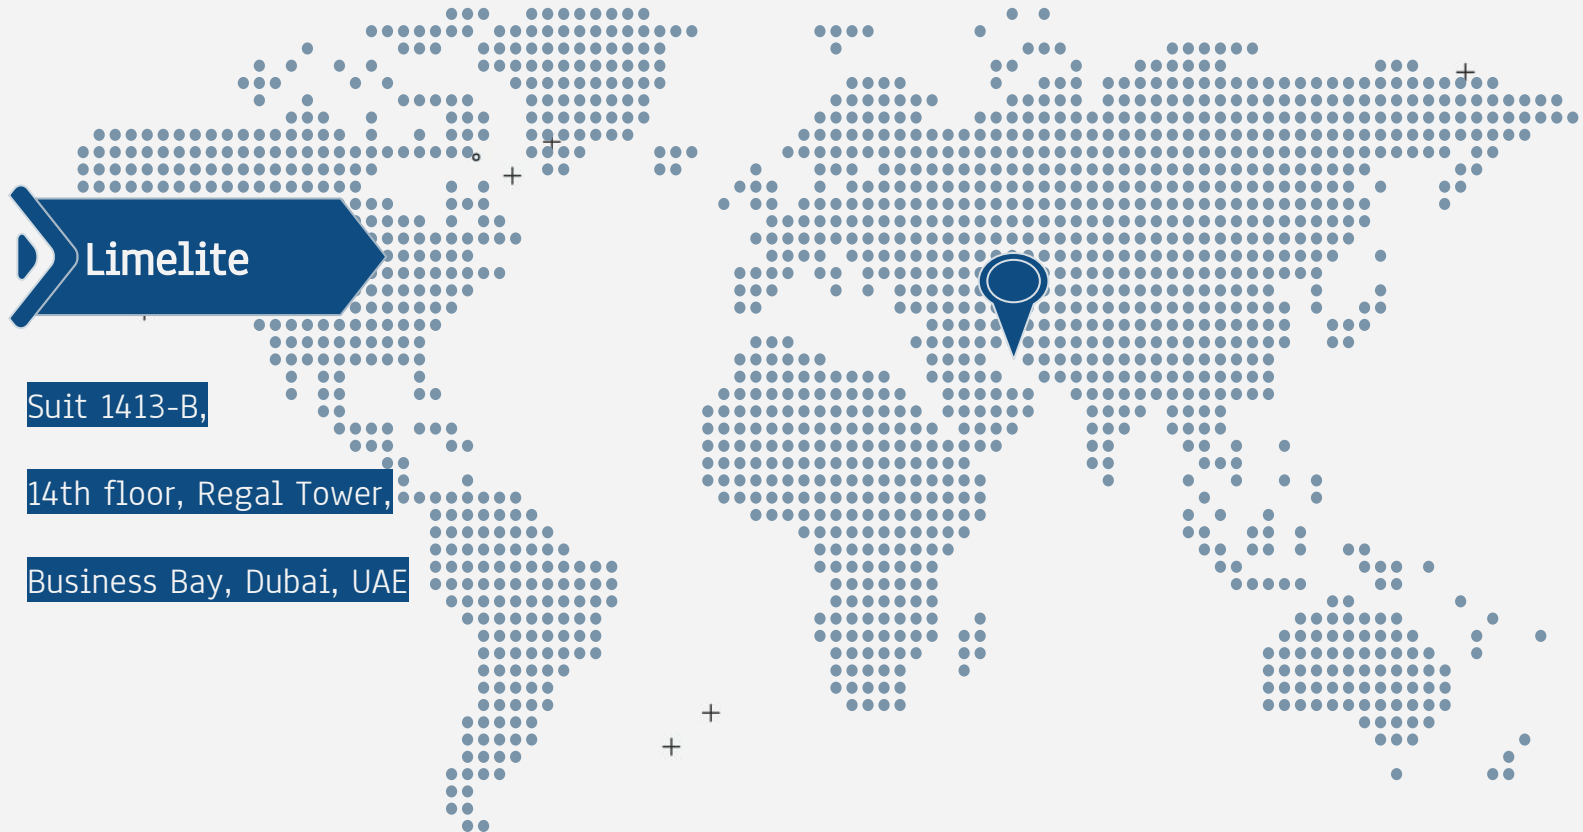 Limelite
Suit 1413-B,
14th floor, Regal Tower,
Business Bay, Dubai, UAE